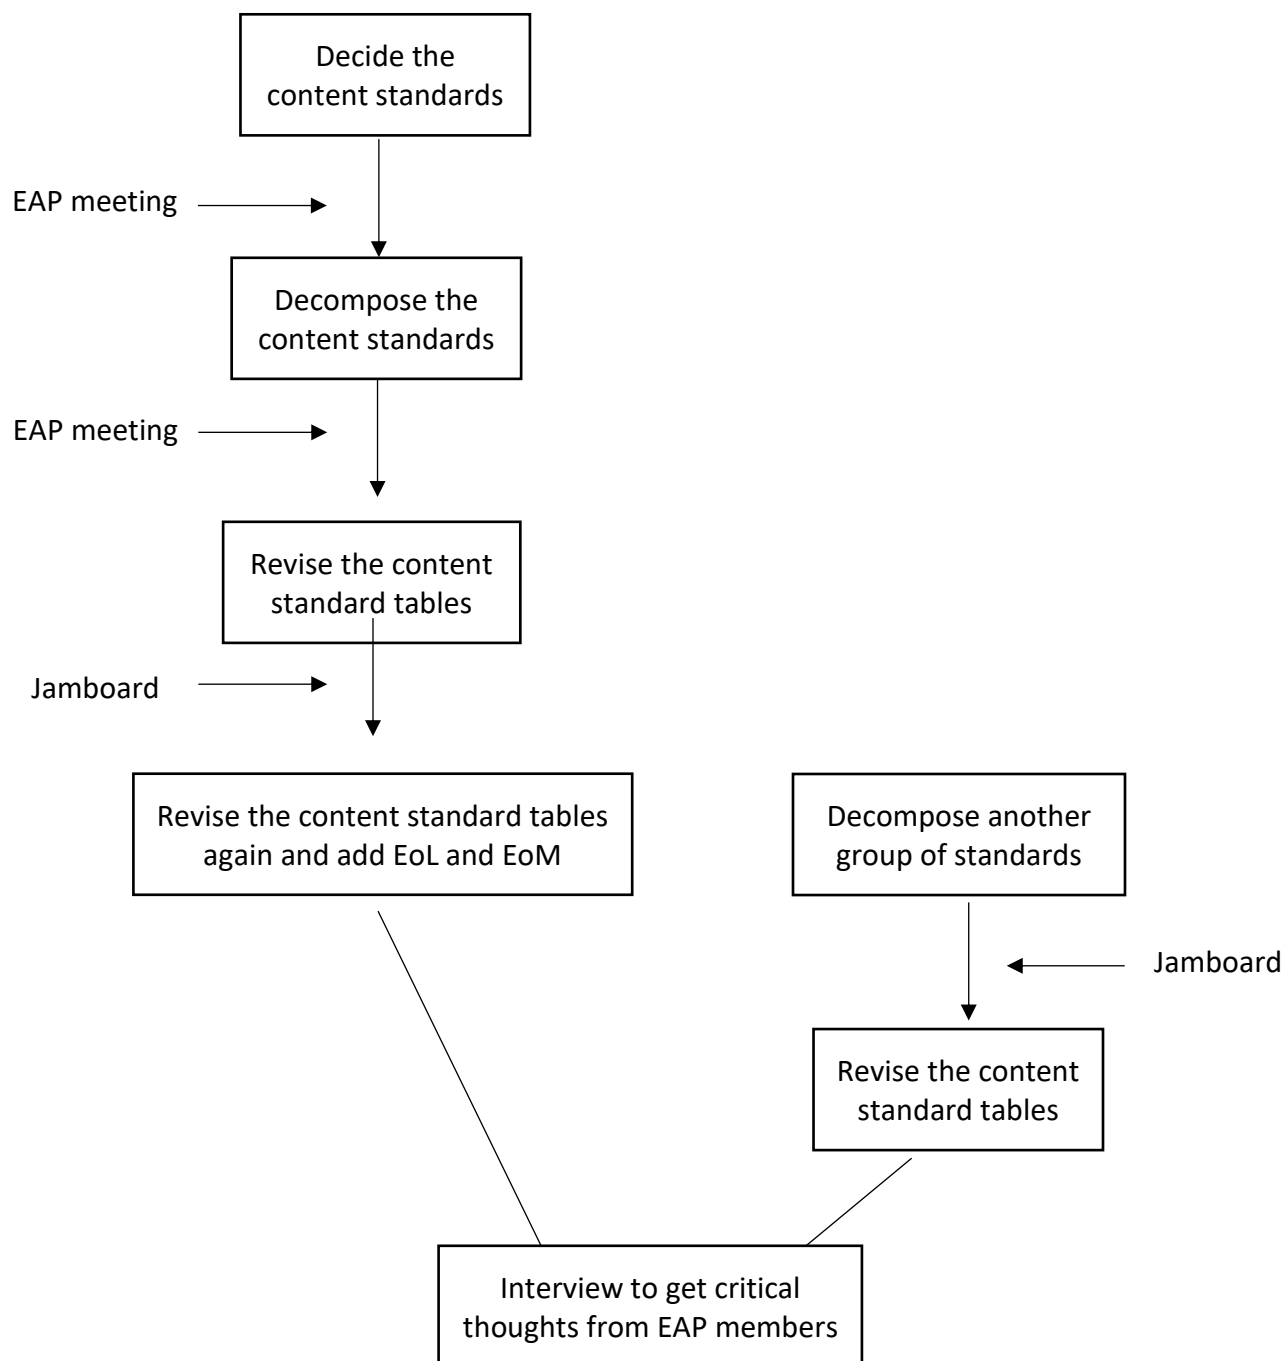 Decide the
content standards
EAP meeting
Decompose the
content standards
EAP meeting
Revise the content
standard tables
Jamboard
Revise the content standard tables
again and add EoL and EoM
Decompose another
group of standards
Jamboard
Revise the content
standard tables
Interview to get critical
thoughts from EAP members